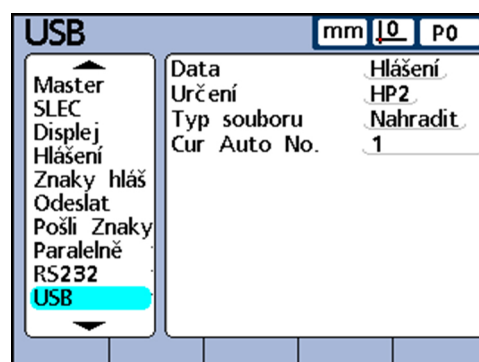 USB
mm 0 P0
Master
SLEC
Displej
Hlášení
Znaky hláš
Odeslat
Pošli Znaky
Paralelně
RS232
USB
Data Hlášení
Určení HP2
Typ souboru Nahradit
Cur Auto No. 1